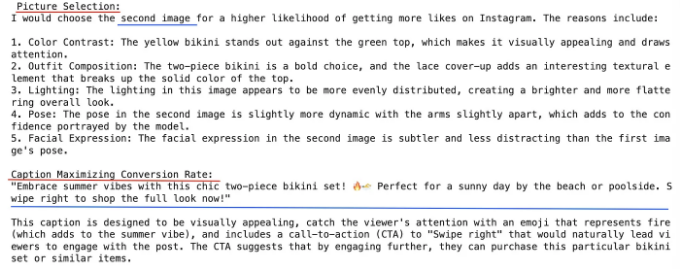 Picture Selection:
I would choose the second image for a higher likelihood of getting more likes on Instagram. The reasons include:
1. Color Contrast: The yellow bikini stands out against the green top, which makes it visually appealing and draws
attention.
2. Outfit Composition: The two-piece bikini is a bold choice, and the lace cover-up adds an interesting textural e
lement that breaks up the solid color of the top.
3. Lighting: The lighting in this image appears to be more evenly distributed, creating a brighter and more flatte
ring overall look.
4. Pose: The pose in the second image is slightly more dynamic with the arms slightly apart, which adds to the con
fidence portrayed by the model.
5. Facial Expression: The facial expression in the second image is subtler and less distracting than the first ima
ge's pose.
Caption Maximizing Conversion Rate:
"Embrace summer vibes with this chic two-piece bikini set! 🔥 Perfect for a sunny day by the beach or poolside. S
wipe right to shop the full look now!"
This caption is designed to be visually appealing, catch the viewer's attention with an emoji that represents fire
(which adds to the summer vibe), and includes a call-to-action (CTA) to "Swipe right" that would naturally lead vi
ewers to engage with the post. The CTA suggests that by engaging further, they can purchase this particular bikini
set or similar items.